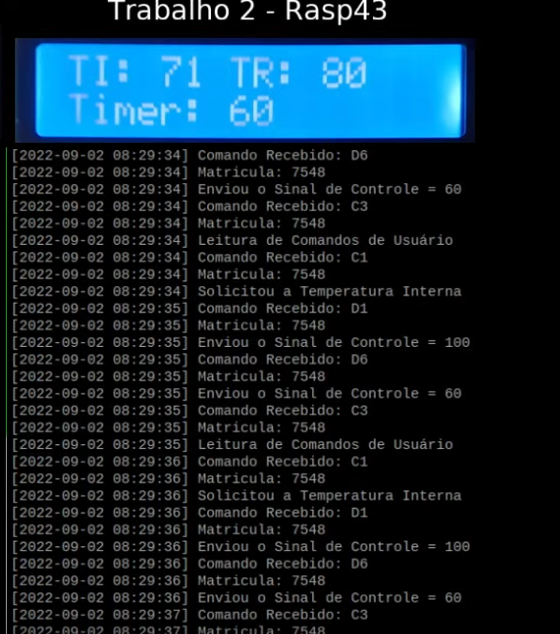 Trabalho 2 - Rasp43
TI: 71 TR: 80
Timer: 60
[2022-09-02 08:29:34] Comando Recebido: D6
[2022-09-02 08:29:34] Matricula: 7548
[2022-09-02 08:29:34] Enviou o Sinal de Controle = 60
[2022-09-02 08:29:34] Comando Recebido: C3
[2022-09-02 08:29:34] Matricula: 7548
[2022-09-02 08:29:34] Leitura de Comandos de Usuário
[2022-09-02 08:29:34] Comando Recebido: C1
[2022-09-02 08:29:34] Matricula: 7548
[2022-09-02 08:29:34] Solicitou a Temperatura Interna
[2022-09-02 08:29:35] Comando Recebido: D1
[2022-09-02 08:29:35] Matricula: 7548
[2022-09-02 08:29:35] Enviou o Sinal de Controle = 100
[2022-09-02 08:29:35] Comando Recebido: D6
[2022-09-02 08:29:35] Matricula: 7548
[2022-09-02 08:29:35] Enviou o Sinal de Controle = 60
[2022-09-02 08:29:35] Comando Recebido: C3
[2022-09-02 08:29:35] Matricula: 7548
[2022-09-02 08:29:35] Leitura de Comandos de Usuário
[2022-09-02 08:29:36] Comando Recebido: C1
[2022-09-02 08:29:36] Matricula: 7548
[2022-09-02 08:29:36] Solicitou a Temperatura Interna
[2022-09-02 08:29:36] Comando Recebido: D1
[2022-09-02 08:29:36] Matricula: 7548
[2022-09-02 08:29:36] Enviou o Sinal de Controle = 100
[2022-09-02 08:29:36] Comando Recebido: D6
[2022-09-02 08:29:36] Matricula: 7548
[2022-09-02 08:29:36] Enviou o Sinal de Controle = 60
[2022-09-02 08:29:37] Comando Recebido: C3
[2022-09-02 08:29:37] Matricula: 7548